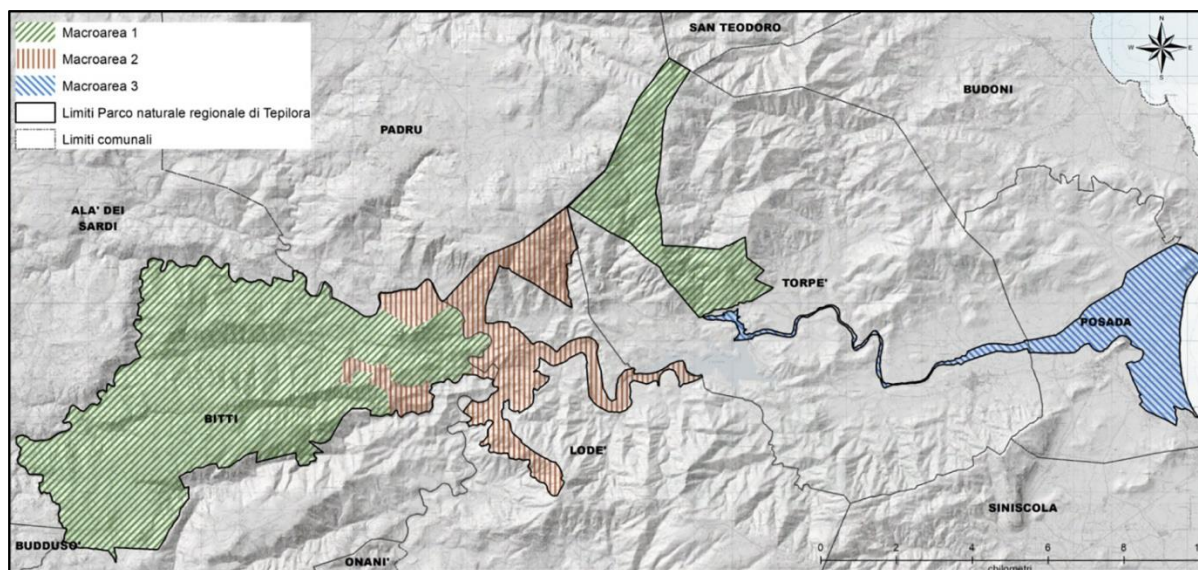 Macroarea 1
Macroarea 2
Macroarea 3
Limiti Parco naturale regionale di Tepilora
Limiti comunali
SAN TEODORO
N
W
E
S
BUDONI
PADRU
ALA' DEI
SARDI
TORPE'
POSADA
BITTI
LODE'
SINISCOLA
BUDDUSO'
ONANI'
0 2 4 6 8 10
chilometri